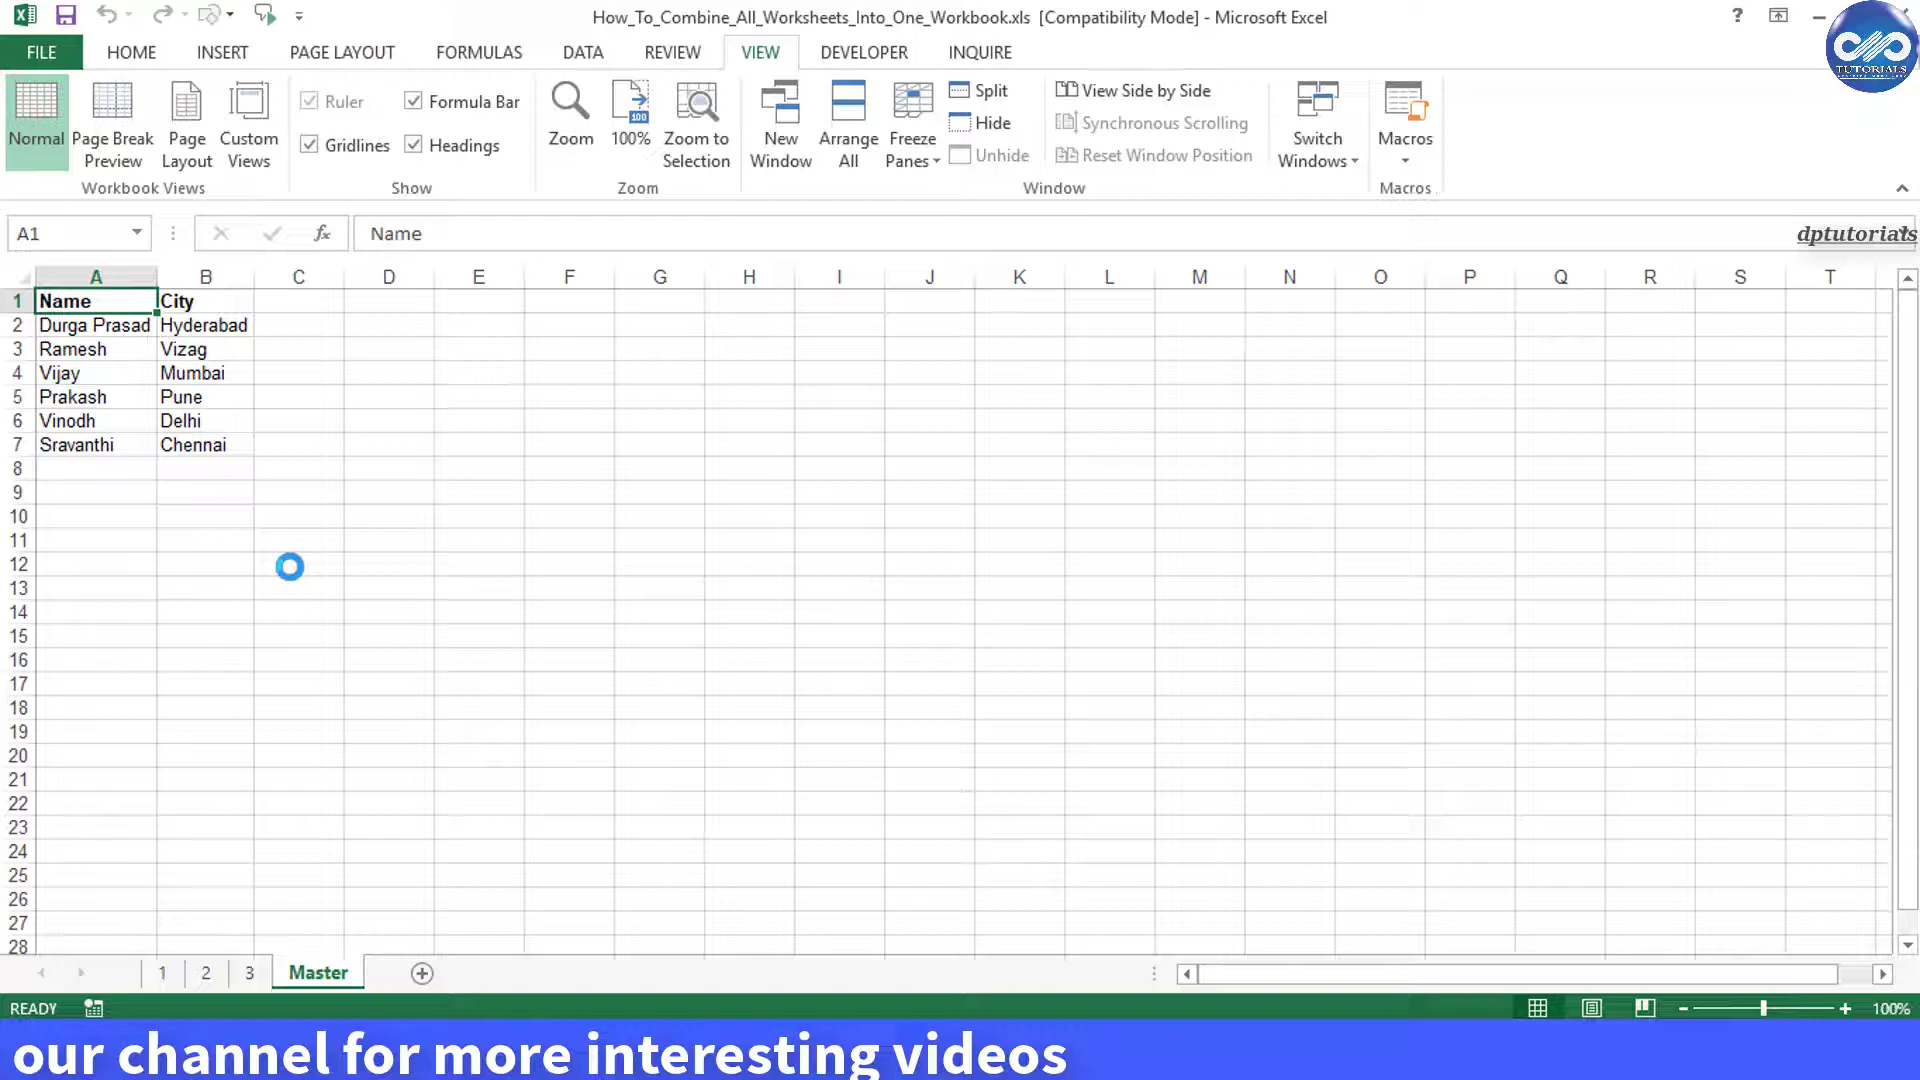 How_To_Combine_All_Worksheets_Into_One_Workbook.xls [Compatibility Mode] - Microsoft Excel
?
FILE HOME INSERT PAGE LAYOUT FORMULAS DATA REVIEW VIEW DEVELOPER INQUIRE
TUTORIALS
Normal
Page Break Preview
Page Layout
Custom Views
Workbook Views
Ruler
Formula Bar
Gridlines
Headings
Show
Zoom
100
100%
Zoom to Selection
Zoom
New Window
Arrange All
Freeze Panes
Split
Hide
Unhide
View Side by Side
Synchronous Scrolling
Reset Window Position
Switch Windows
Window
Macros
Macros
A1
fx
Name
dptutorials
A B C D E F G H I J K L M N O P Q R S T
1 Name City
2 Durga Prasad Hyderabad
3 Ramesh Vizag
4 Vijay Mumbai
5 Prakash Pune
6 Vinodh Delhi
7 Sravanthi Chennai
8
9
10
11
12
13
14
15
16
17
18
19
20
21
22
23
24
25
26
27
28
1 2 3 Master
READY
100%
our channel for more interesting videos